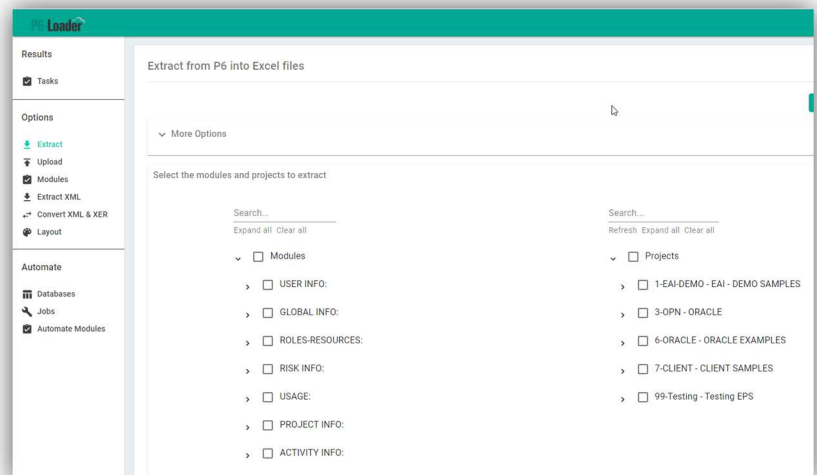 P6-Loader
Results
Tasks
Options
Extract
Upload
Modules
Extract XML
Convert XML & XER
Layout
Automate
Databases
Jobs
Automate Modules
Extract from P6 into Excel files
More Options
Select the modules and projects to extract
Search...
Expand all Clear all
Modules
USER INFO:
GLOBAL INFO:
ROLES-RESOURCES:
RISK INFO:
USAGE:
PROJECT INFO:
ACTIVITY INFO:
Search...
Refresh Expand all Clear all
Projects
1-EAI-DEMO - EAI - DEMO SAMPLES
3-OPN - ORACLE
6-ORACLE - ORACLE EXAMPLES
7-CLIENT - CLIENT SAMPLES
99-Testing - Testing EPS